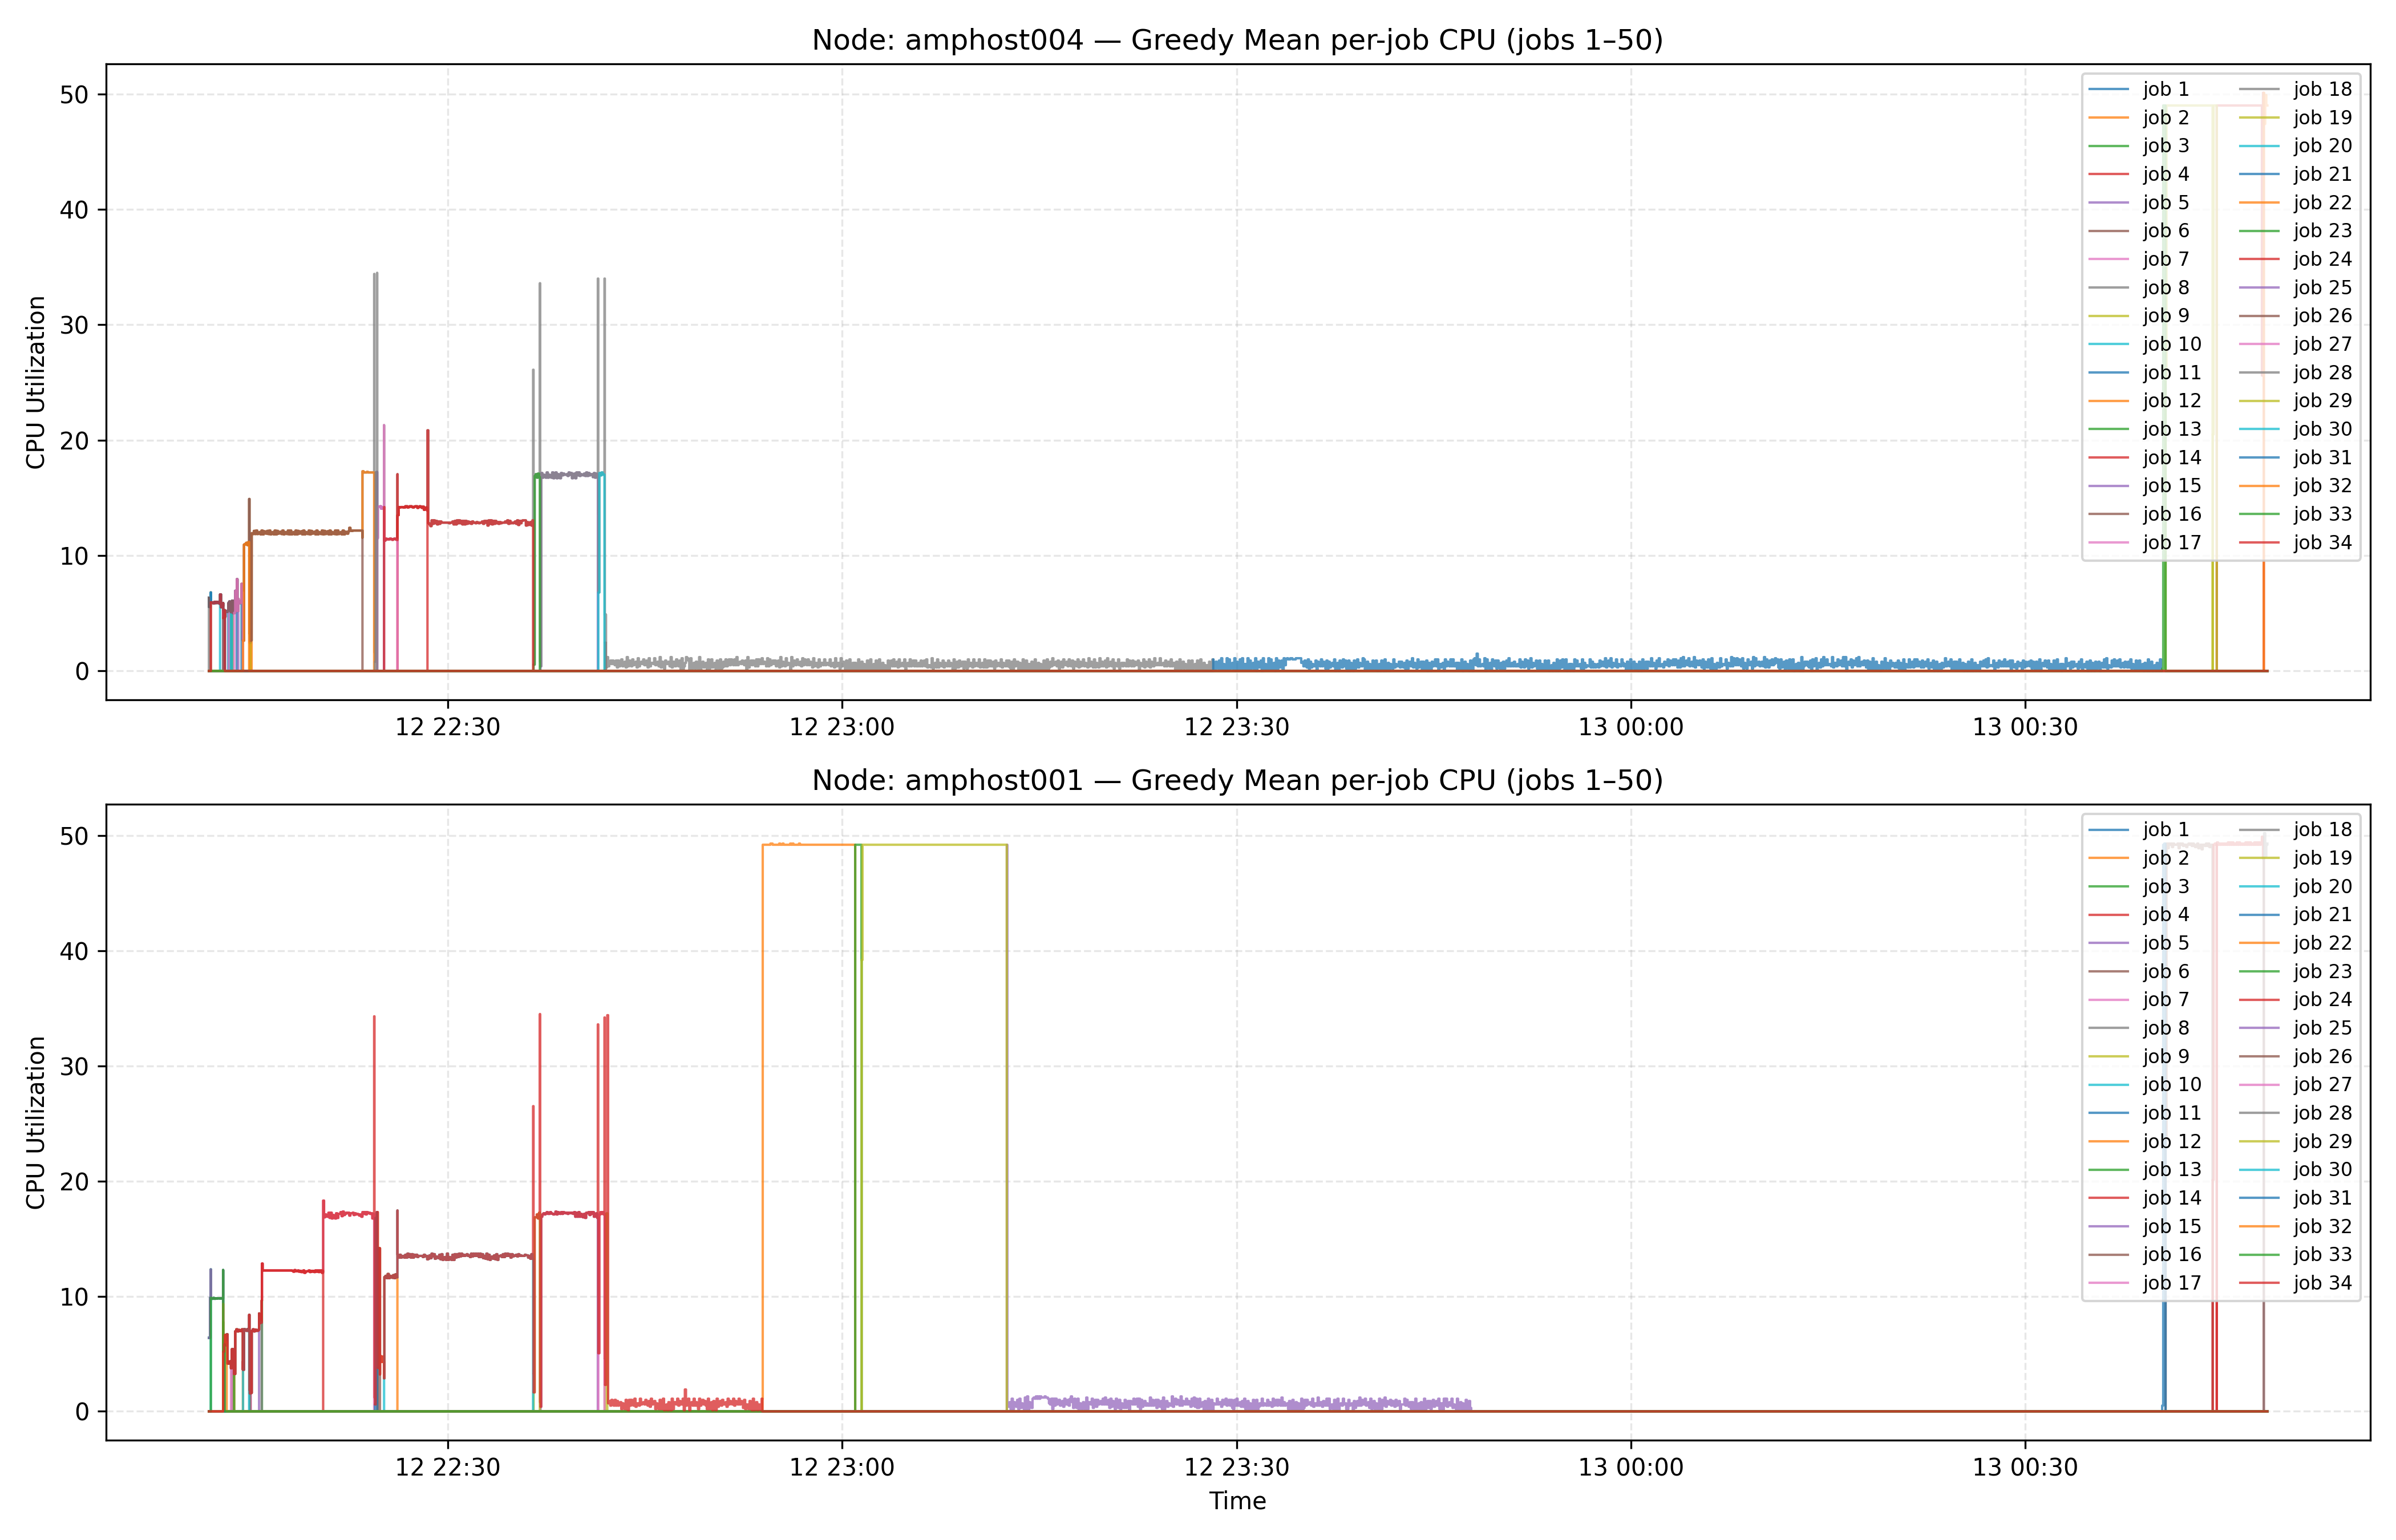 Node: amphost004 — Greedy Mean per-job CPU (jobs 1–50)
CPU Utilization
50
40
30
20
10
0
12 22:30
12 23:00
12 23:30
13 00:00
13 00:30
job 1
job 2
job 3
job 4
job 5
job 6
job 7
job 8
job 9
job 10
job 11
job 12
job 13
job 14
job 15
job 16
job 17
job 18
job 19
job 20
job 21
job 22
job 23
job 24
job 25
job 26
job 27
job 28
job 29
job 30
job 31
job 32
job 33
job 34
Node: amphost001 — Greedy Mean per-job CPU (jobs 1–50)
CPU Utilization
50
40
30
20
10
0
12 22:30
12 23:00
12 23:30
13 00:00
13 00:30
Time
job 1
job 2
job 3
job 4
job 5
job 6
job 7
job 8
job 9
job 10
job 11
job 12
job 13
job 14
job 15
job 16
job 17
job 18
job 19
job 20
job 21
job 22
job 23
job 24
job 25
job 26
job 27
job 28
job 29
job 30
job 31
job 32
job 33
job 34